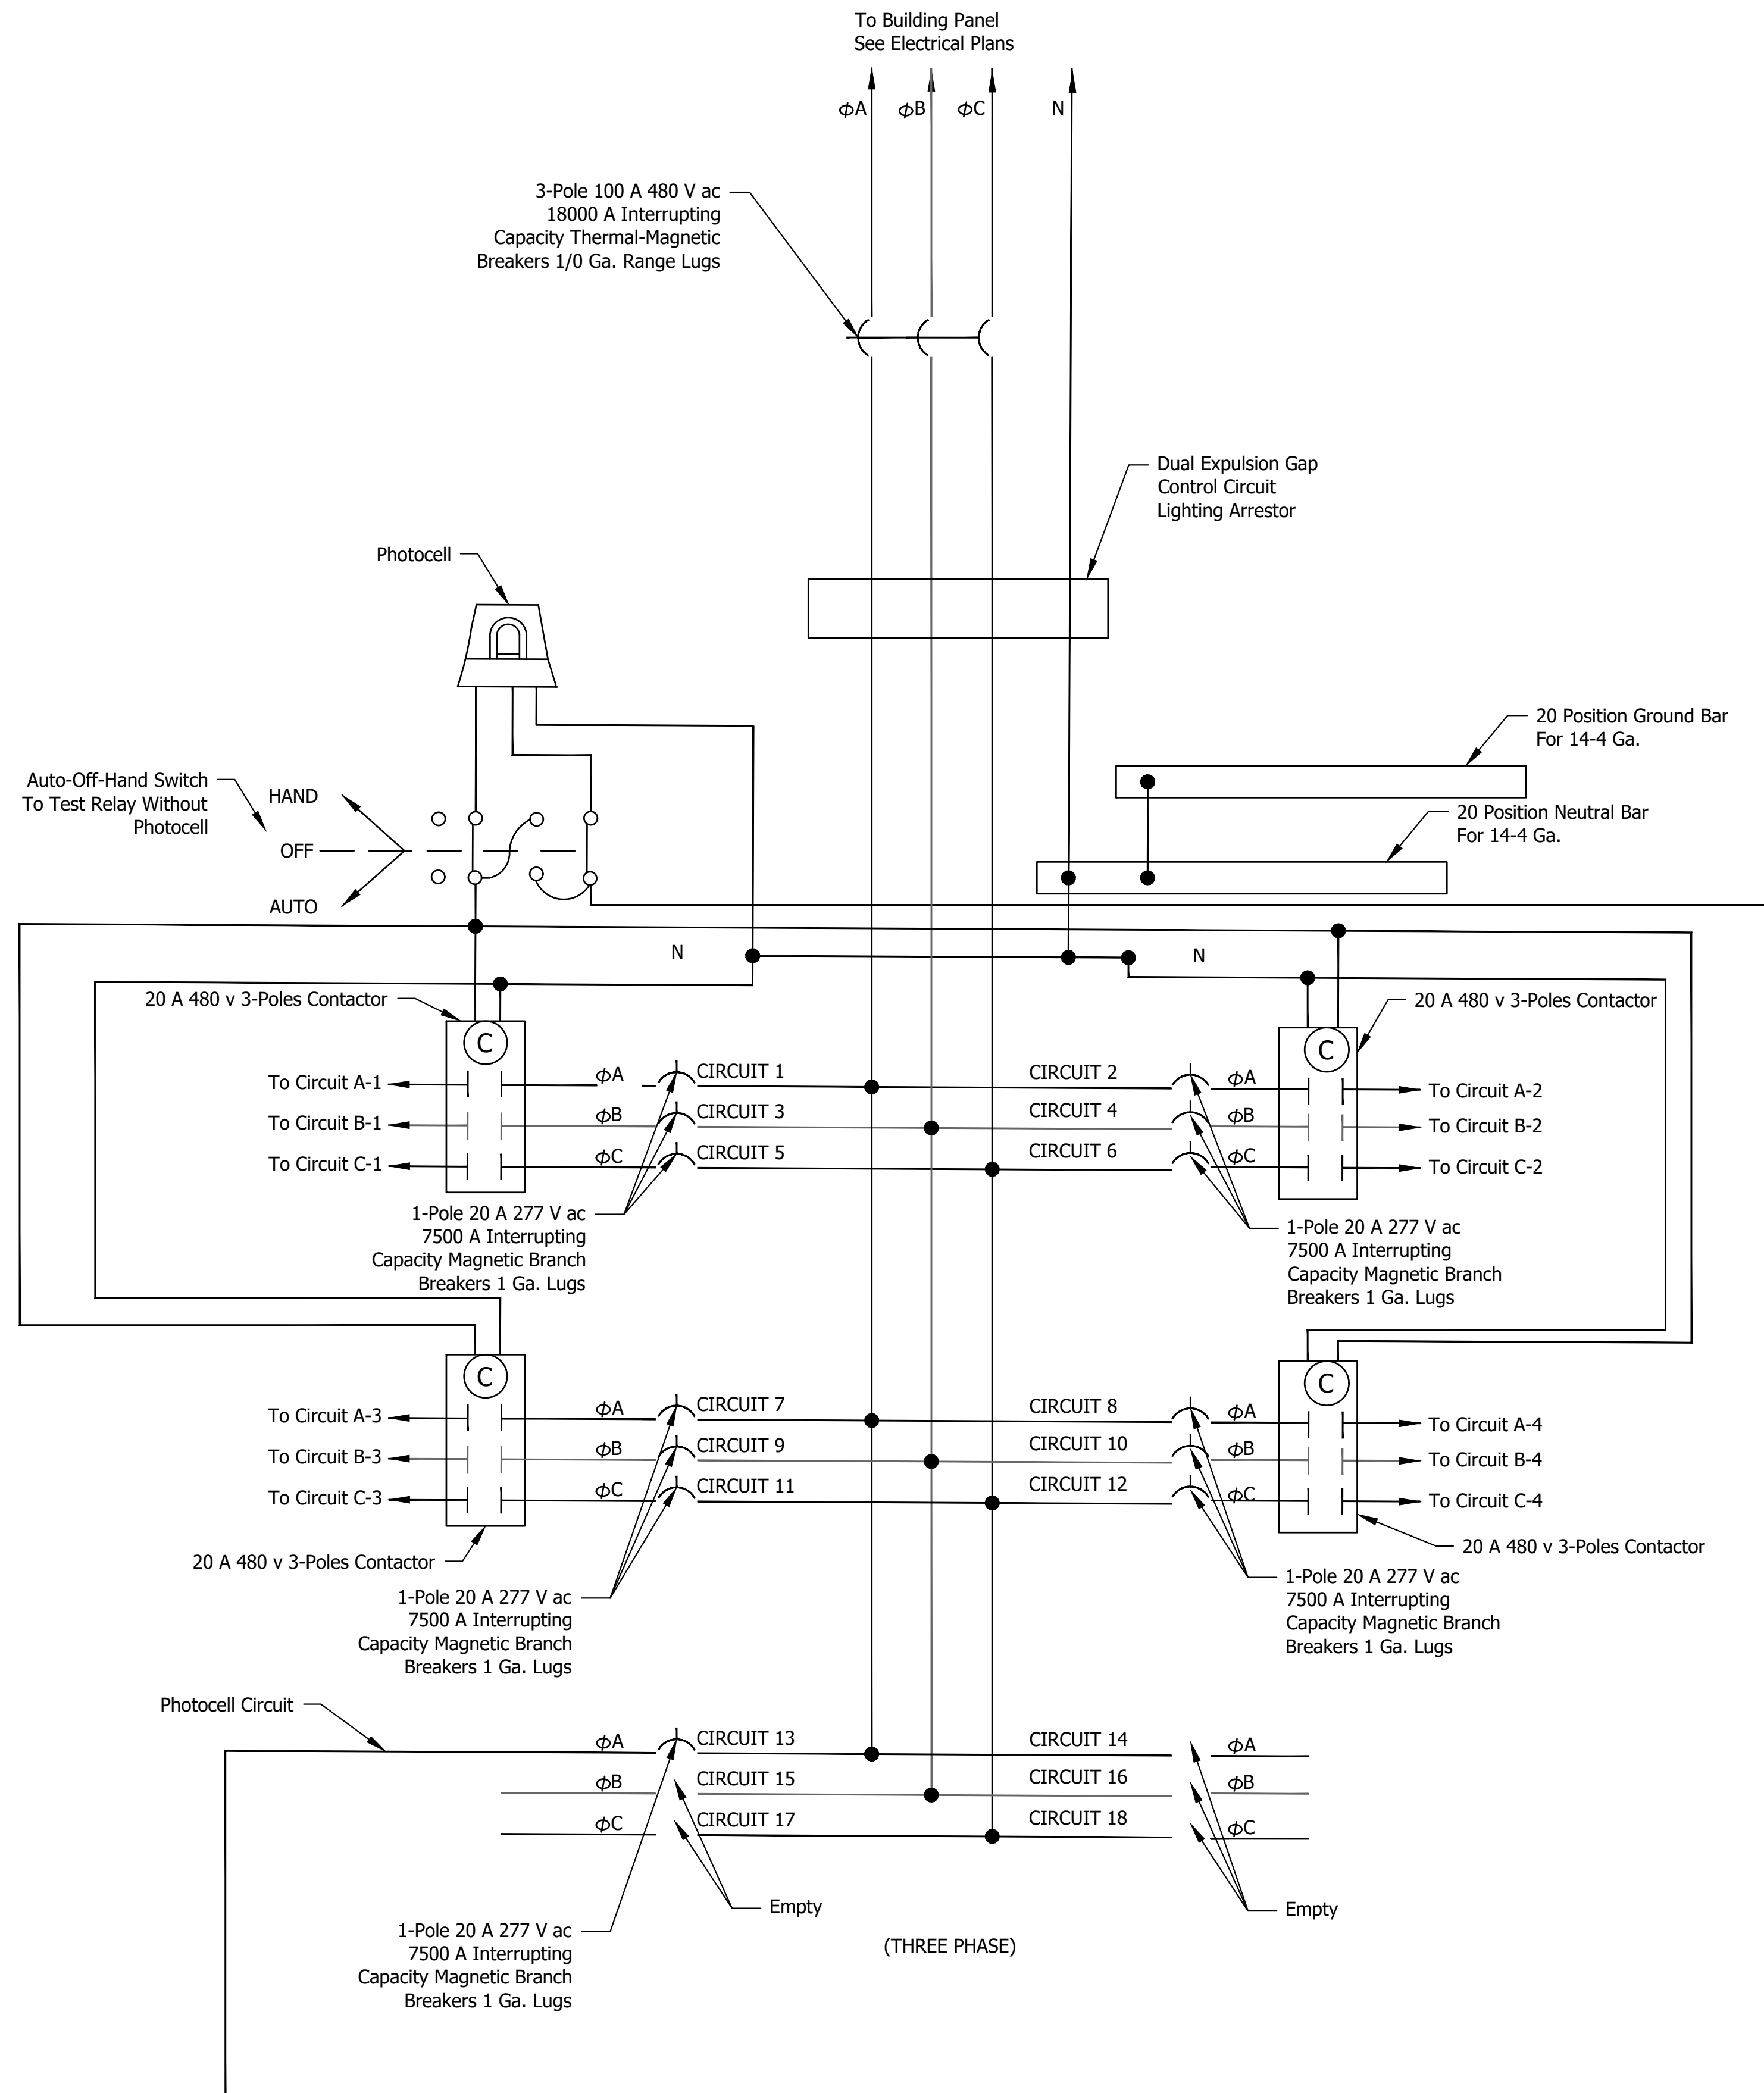 To Building Panel
See Electrical Plans
ϕA
ϕB
ϕC
N
3-Pole 100 A 480 V ac
18000 A Interrupting
Capacity Thermal-Magnetic
Breakers 1/0 Ga. Range Lugs
Dual Expulsion Gap
Control Circuit
Lighting Arrestor
Photocell
20 Position Ground Bar
For 14-4 Ga.
Auto-Off-Hand Switch
To Test Relay Without
Photocell
HAND
OFF
AUTO
20 Position Neutral Bar
For 14-4 Ga.
N
N
20 A 480 v 3-Poles Contactor
20 A 480 v 3-Poles Contactor
C
C
To Circuit A-1
ϕA
CIRCUIT 1
CIRCUIT 2
ϕA
To Circuit A-2
To Circuit B-1
ϕB
CIRCUIT 3
CIRCUIT 4
ϕB
To Circuit B-2
To Circuit C-1
ϕC
CIRCUIT 5
CIRCUIT 6
ϕC
To Circuit C-2
1-Pole 20 A 277 V ac
7500 A Interrupting
Capacity Magnetic Branch
Breakers 1 Ga. Lugs
1-Pole 20 A 277 V ac
7500 A Interrupting
Capacity Magnetic Branch
Breakers 1 Ga. Lugs
C
C
To Circuit A-3
ϕA
CIRCUIT 7
CIRCUIT 8
ϕA
To Circuit A-4
To Circuit B-3
ϕB
CIRCUIT 9
CIRCUIT 10
ϕB
To Circuit B-4
To Circuit C-3
ϕC
CIRCUIT 11
CIRCUIT 12
ϕC
To Circuit C-4
20 A 480 v 3-Poles Contactor
20 A 480 v 3-Poles Contactor
1-Pole 20 A 277 V ac
7500 A Interrupting
Capacity Magnetic Branch
Breakers 1 Ga. Lugs
1-Pole 20 A 277 V ac
7500 A Interrupting
Capacity Magnetic Branch
Breakers 1 Ga. Lugs
Photocell Circuit
ϕA
CIRCUIT 13
CIRCUIT 14
ϕA
ϕB
CIRCUIT 15
CIRCUIT 16
ϕB
ϕC
CIRCUIT 17
CIRCUIT 18
ϕC
Empty
Empty
1-Pole 20 A 277 V ac
7500 A Interrupting
Capacity Magnetic Branch
Breakers 1 Ga. Lugs
(THREE PHASE)